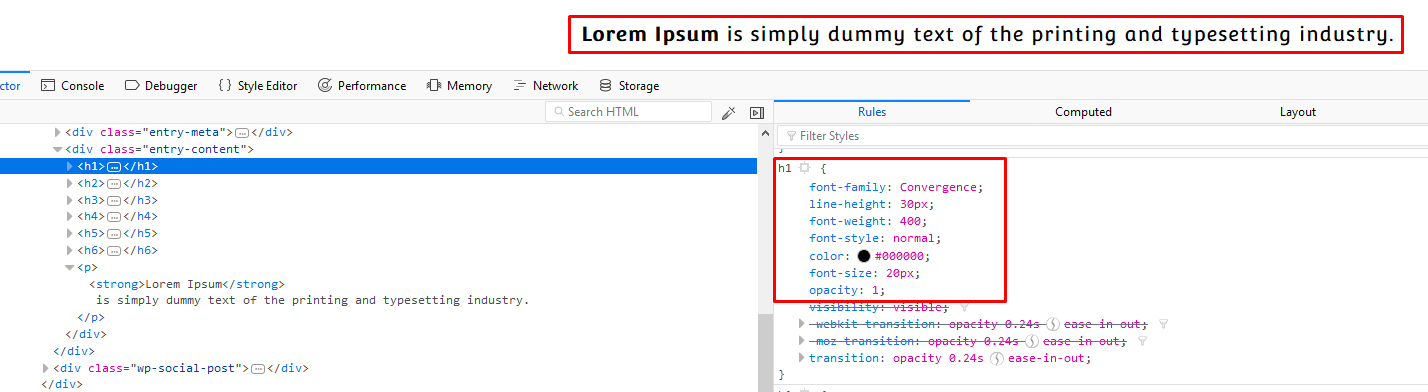 Lorem Ipsum is simply dummy text of the printing and typesetting industry.
ctor Console Debugger { } Style Editor Performance Memory Network Storage
Search HTML
Rules Computed Layout
Filter Styles
<div class="entry-meta">…</div>
<div class="entry-content">
<h1>…</h1>
<h2>…</h2>
<h3>…</h3>
<h4>…</h4>
<h5>…</h5>
<h6>…</h6>
<p>
<strong>Lorem Ipsum</strong>
is simply dummy text of the printing and typesetting industry.
</p>
</div>
</div>
<div class="wp-social-post">…</div>
</div>
}
h1 {
font-family: Convergence;
line-height: 30px;
font-weight: 400;
font-style: normal;
color: #000000;
font-size: 20px;
opacity: 1;
visibility: visible;
-webkit-transition: opacity 0.24s ease-in-out;
-moz-transition: opacity 0.24s ease-in-out;
transition: opacity 0.24s ease-in-out;
}